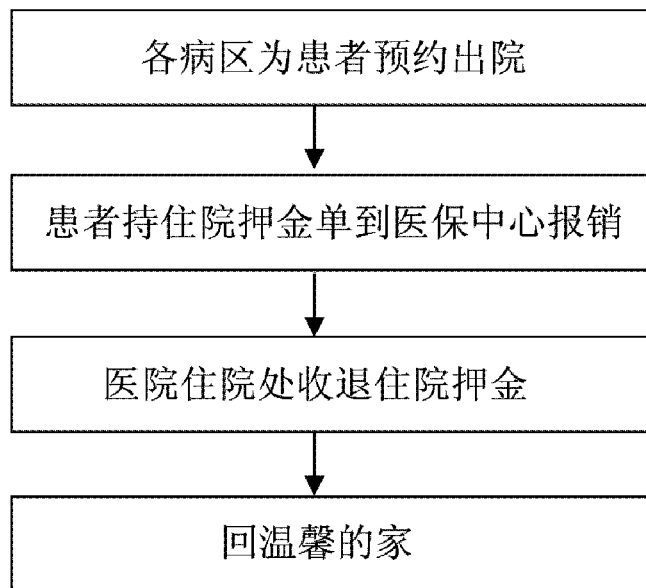 各病区为患者预约出院
患者持住院押金单到医保中心报销
医院住院处收退住院押金
回温馨的家